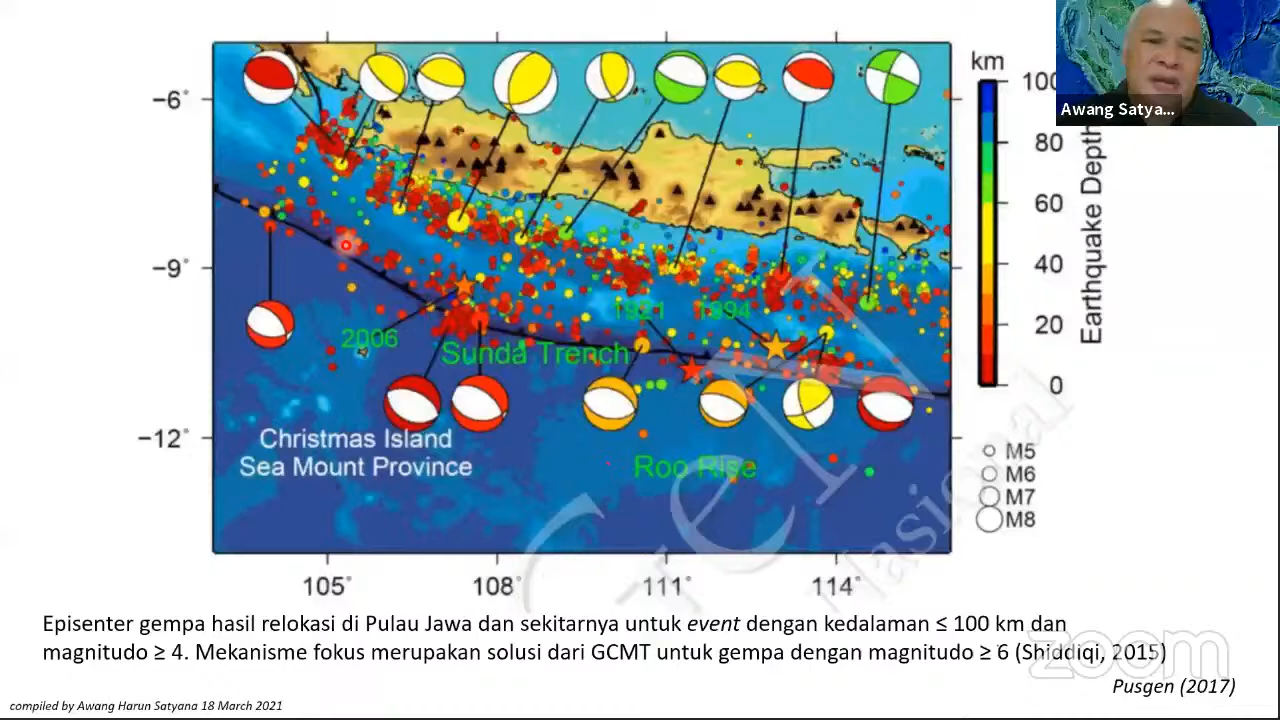 km
Awang Satya...
−6°
−9°
−12°
100
80
60
40
20
0
Earthquake Depth
1921
1994
2006
Sunda Trench
Christmas Island
Sea Mount Province
Roo Rise
M5
M6
M7
M8
105°
108°
111°
114°
GeM
Nasional
Episenter gempa hasil relokasi di Pulau Jawa dan sekitarnya untuk event dengan kedalaman ≤ 100 km dan
magnitudo ≥ 4. Mekanisme fokus merupakan solusi dari GCMT untuk gempa dengan magnitudo ≥ 6 (Shiddiqi, 2015)
zoom
Pusgen (2017)
compiled by Awang Harun Satyana 18 March 2021